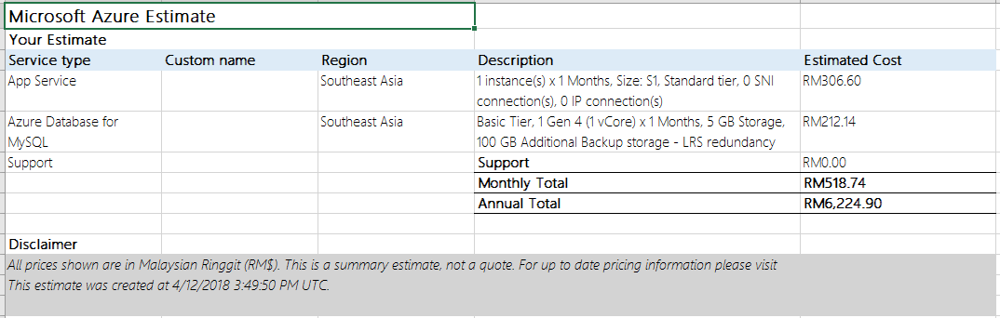 Microsoft Azure Estimate
Your Estimate
Service type Custom name Region Description Estimated Cost
App Service Southeast Asia 1 instance(s) x 1 Months, Size: S1, Standard tier, 0 SNI RM306.60
connection(s), 0 IP connection(s)
Azure Database for Southeast Asia Basic Tier, 1 Gen 4 (1 vCore) x 1 Months, 5 GB Storage, RM212.14
MySQL 100 GB Additional Backup storage - LRS redundancy
Support Support RM0.00
Monthly Total RM518.74
Annual Total RM6,224.90
Disclaimer
All prices shown are in Malaysian Ringgit (RM$). This is a summary estimate, not a quote. For up to date pricing information please visit
This estimate was created at 4/12/2018 3:49:50 PM UTC.